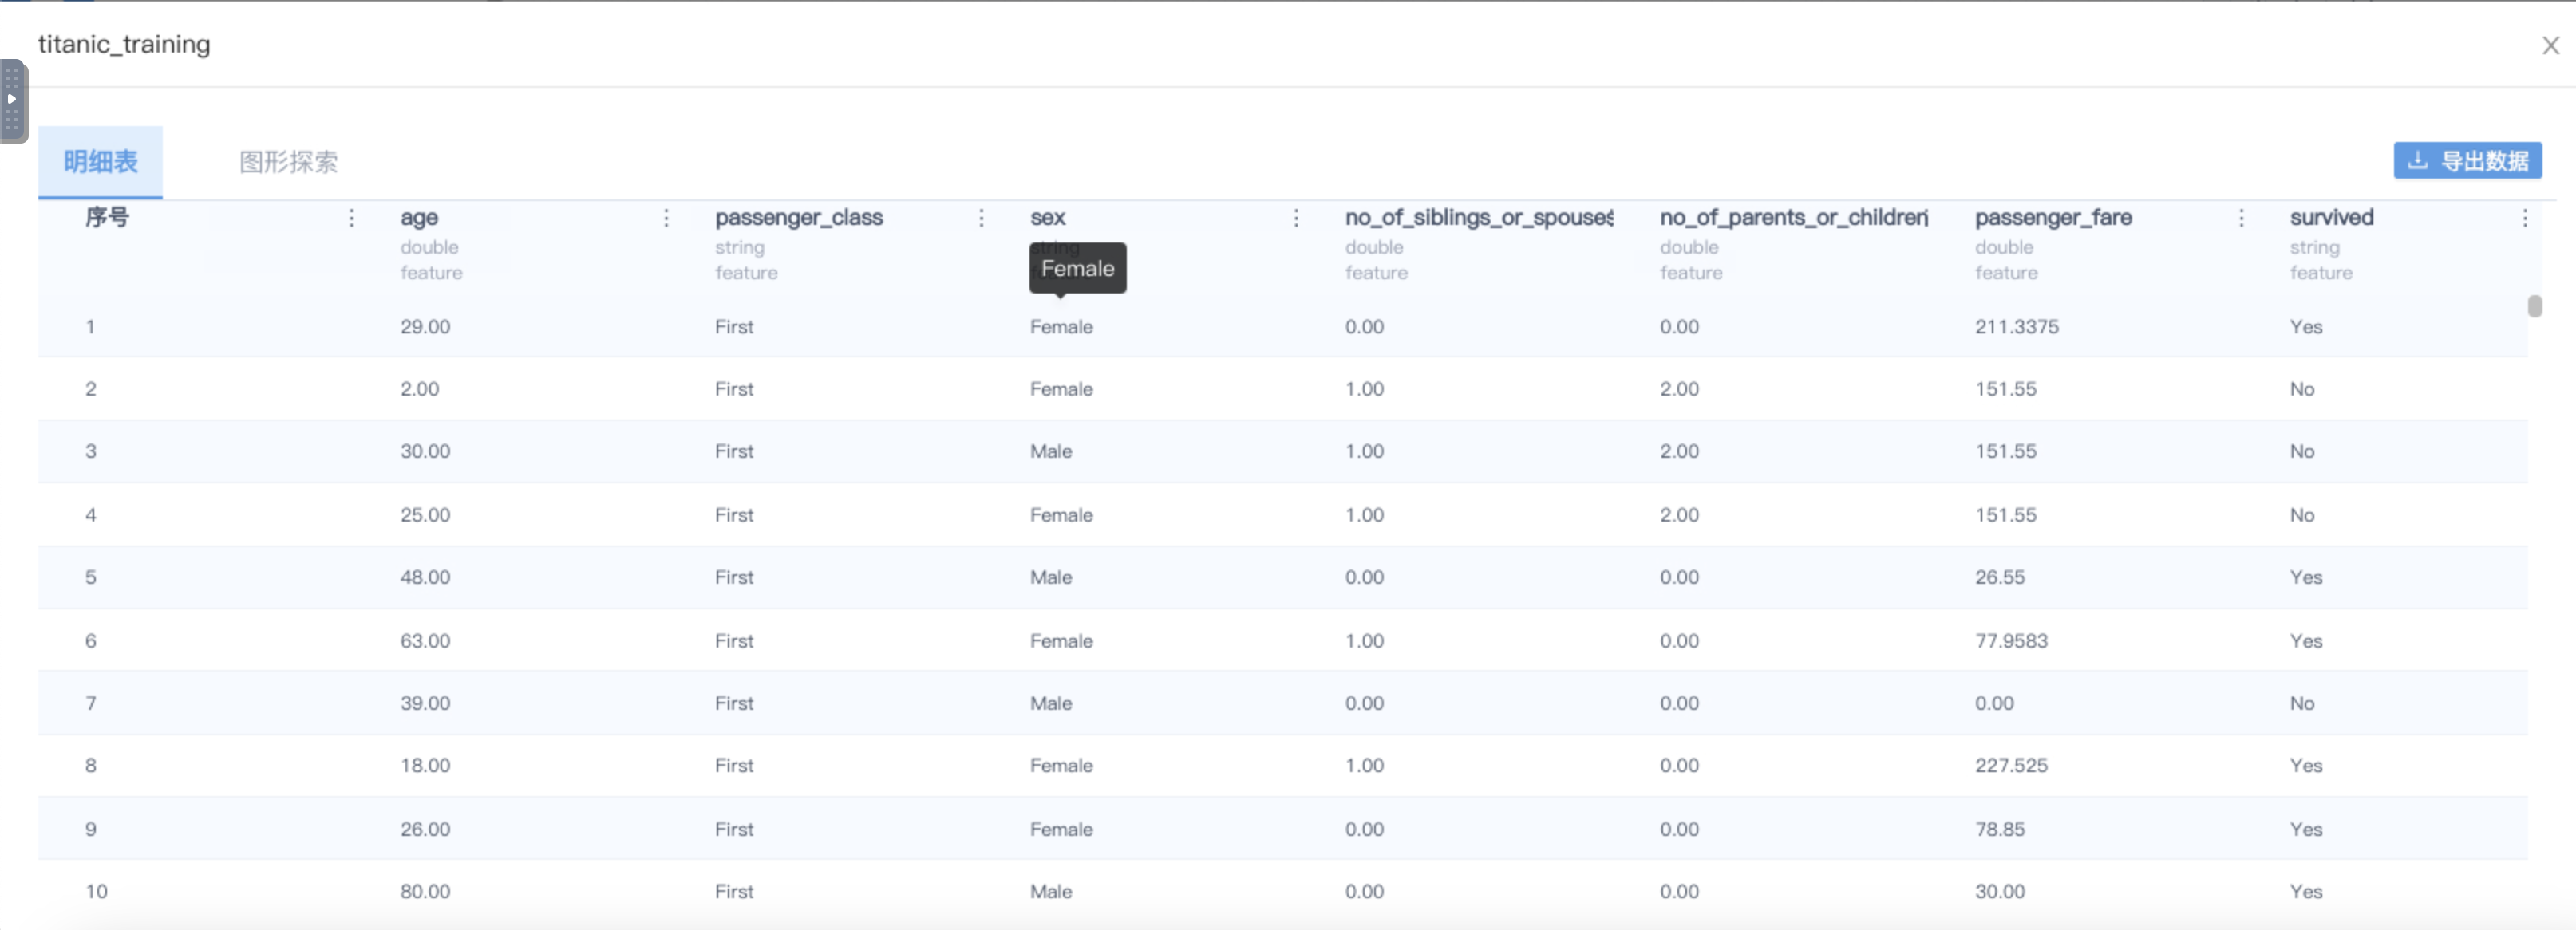 titanic_training
明细表 图形探索 导出数据
序号 age passenger_class sex no_of_siblings_or_spouses no_of_parents_or_children passenger_fare survived
double string string double double double string
feature feature Female feature feature feature feature
1 29.00 First Female 0.00 0.00 211.3375 Yes
2 2.00 First Female 1.00 2.00 151.55 No
3 30.00 First Male 1.00 2.00 151.55 No
4 25.00 First Female 1.00 2.00 151.55 No
5 48.00 First Male 0.00 0.00 26.55 Yes
6 63.00 First Female 1.00 0.00 77.9583 Yes
7 39.00 First Male 0.00 0.00 0.00 No
8 18.00 First Female 1.00 0.00 227.525 Yes
9 26.00 First Female 0.00 0.00 78.85 Yes
10 80.00 First Male 0.00 0.00 30.00 Yes